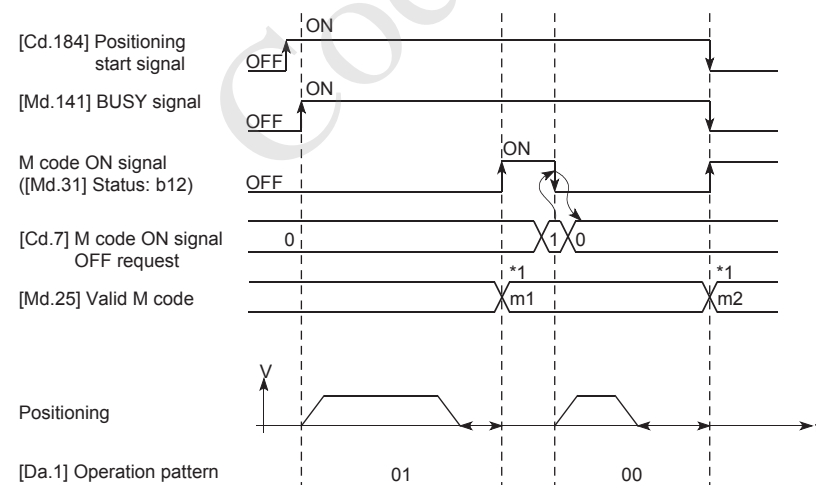 ON
[Cd.184] Positioning
start signal
OFF
ON
[Md.141] BUSY signal
OFF
ON
M code ON signal
([Md.31] Status: b12)
OFF
[Cd.7] M code ON signal
OFF request
0 1 0
*1 *1
[Md.25] Valid M code m1 m2
V
Positioning
[Da.1] Operation pattern 01 00